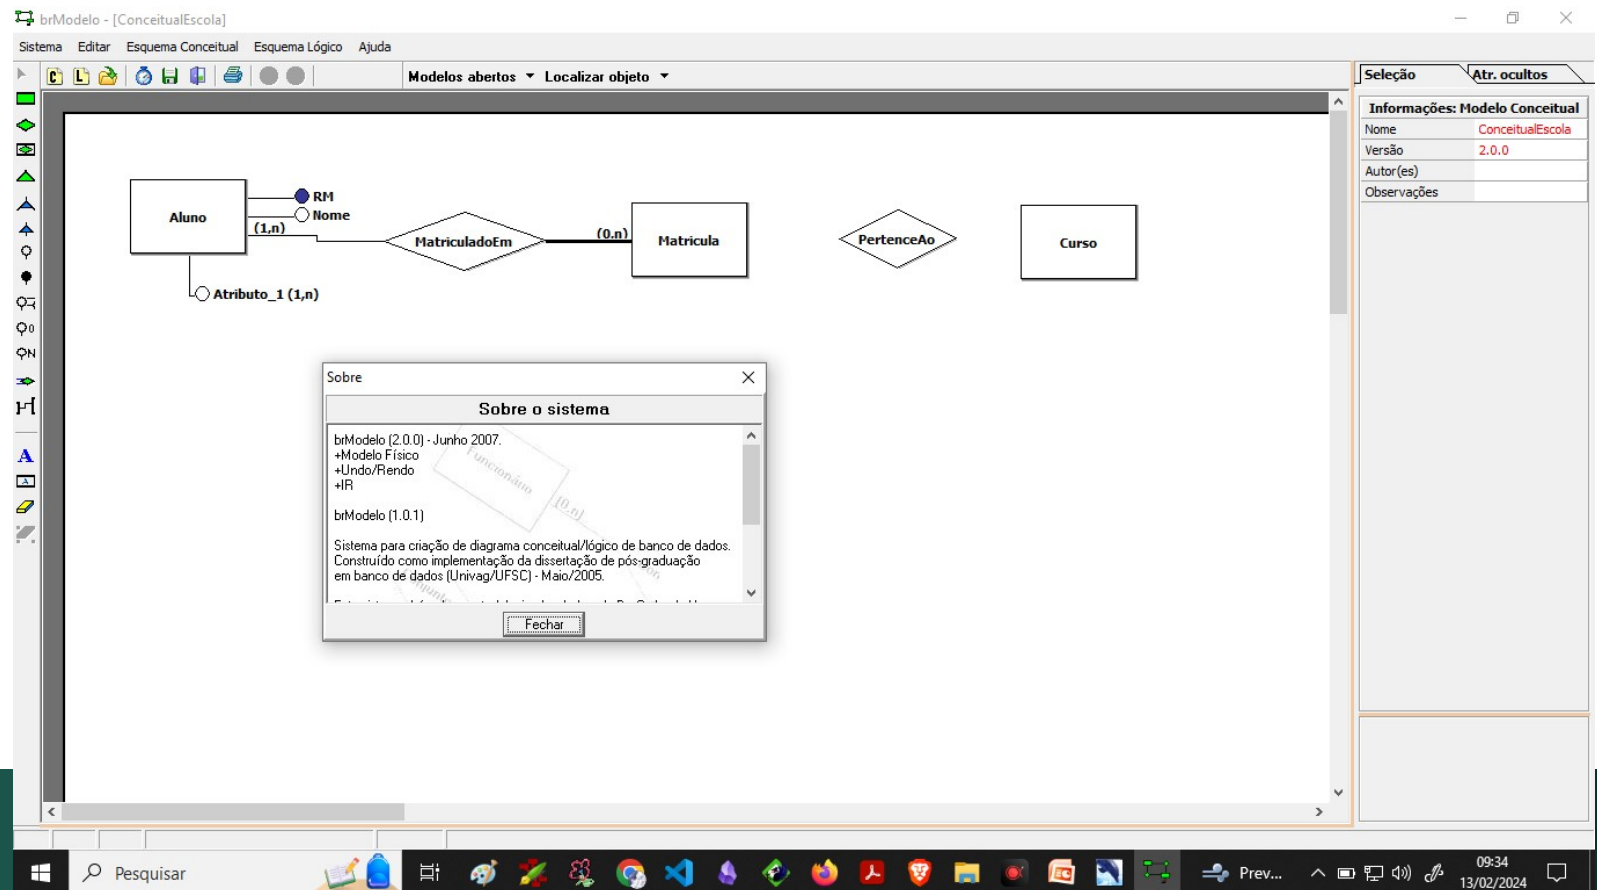 brModelo - [ConceitualEscola]
Sistema Editar Esquema Conceitual Esquema Lógico Ajuda
Modelos abertos Localizar objeto
Seleção Atr. ocultos
Informações: Modelo Conceitual
Nome ConceitualEscola
Versão 2.0.0
Autor(es)
Observações
Aluno
RM
Nome
(1,n)
Atributo_1 (1,n)
MatriculadoEm
(0,n)
Matricula
PertenceAo
Curso
Sobre
Sobre o sistema
brModelo (2.0.0) - Junho 2007.
+Modelo Físico
+Undo/Rendo
+IR
brModelo (1.0.1)
Sistema para criação de diagrama conceitual/lógico de banco de dados.
Construído como implementação da dissertação de pós-graduação
em banco de dados (Univag/UFSC) - Maio/2005.
Funcionário
(0,n)
Fechar
Pesquisar
Prev...
09:34
13/02/2024